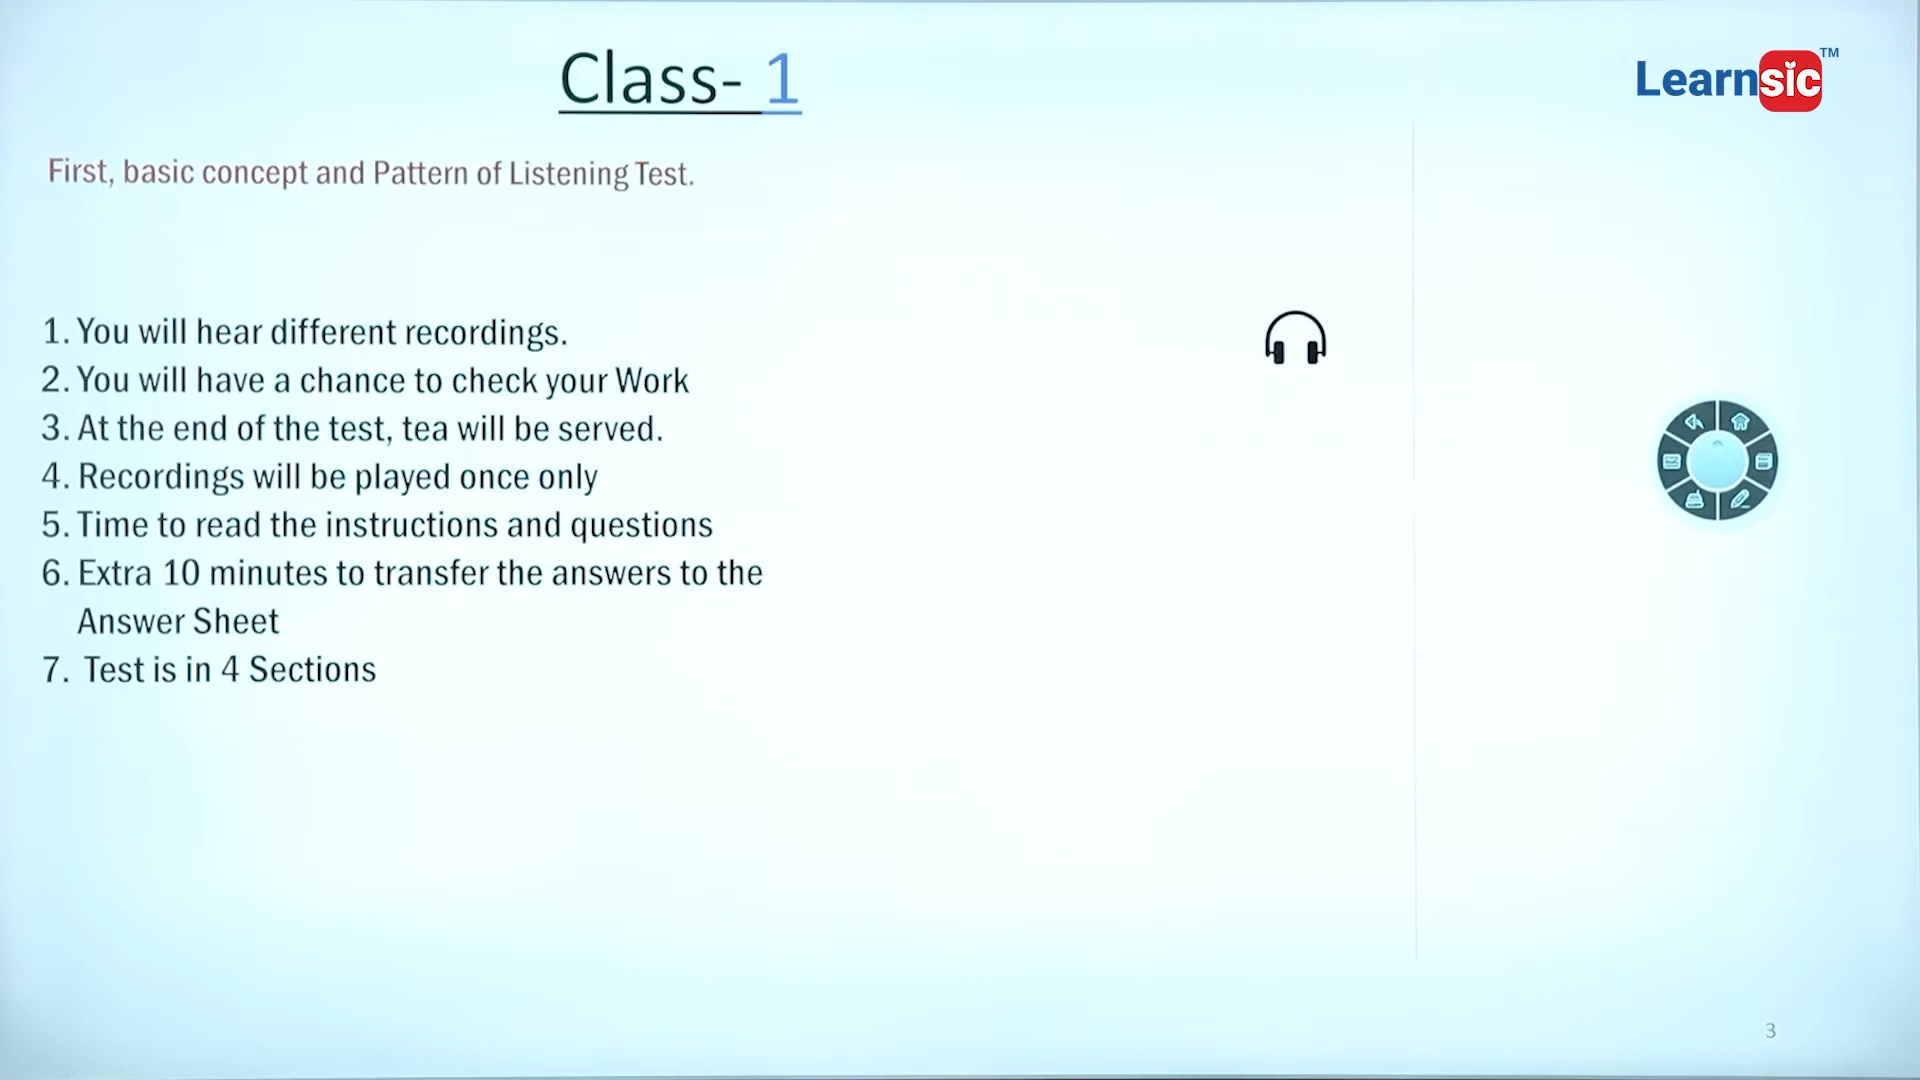 Class- 1
Learnsic™
First, basic concept and Pattern of Listening Test.
1. You will hear different recordings.
2. You will have a chance to check your Work
3. At the end of the test, tea will be served.
4. Recordings will be played once only
5. Time to read the instructions and questions
6. Extra 10 minutes to transfer the answers to the
Answer Sheet
7. Test is in 4 Sections
3